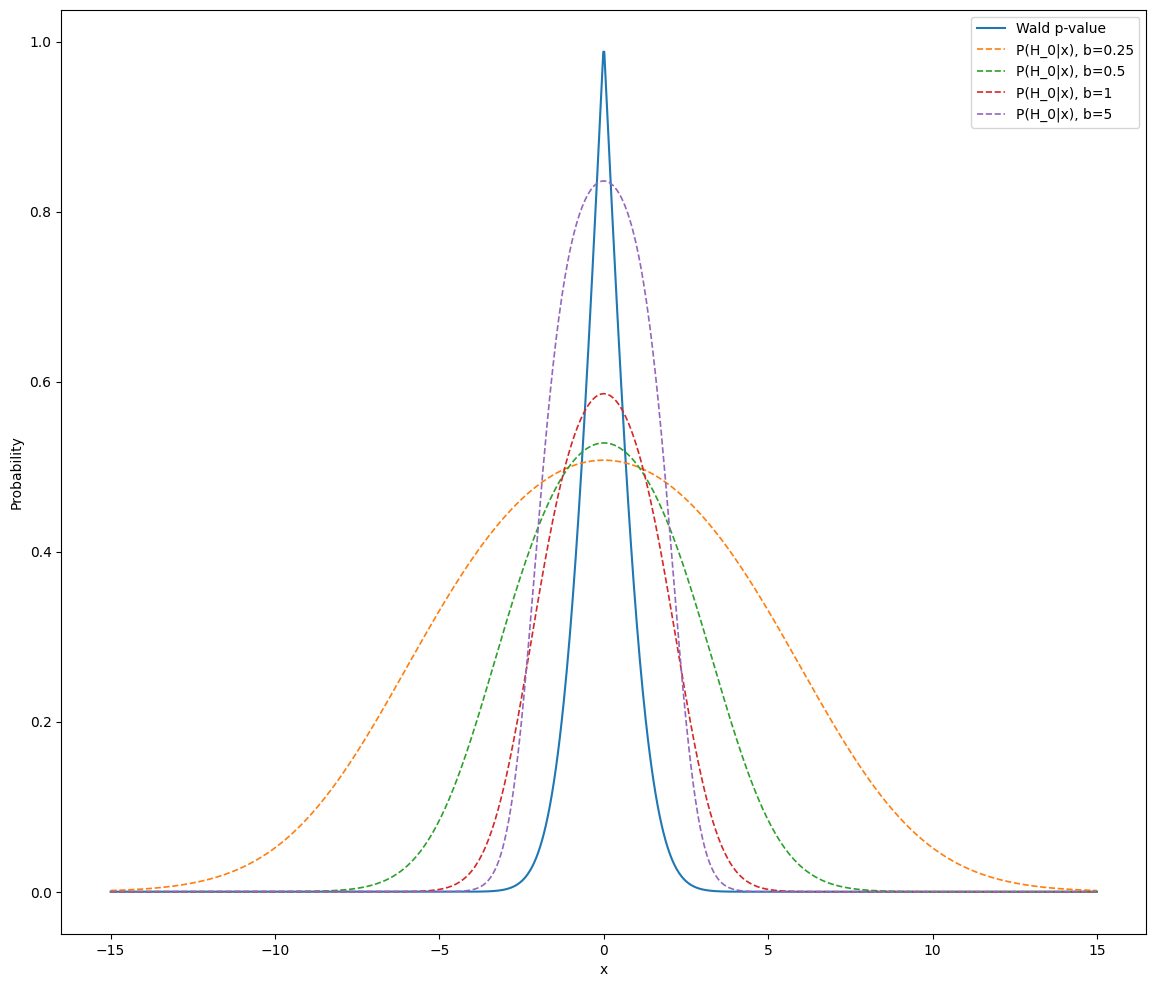 Wald p-value
P(H_0|x), b=0.25
P(H_0|x), b=0.5
P(H_0|x), b=1
P(H_0|x), b=5
1.0
0.8
0.6
0.4
0.2
0.0
Probability
−15
−10
−5
0
5
10
15
x